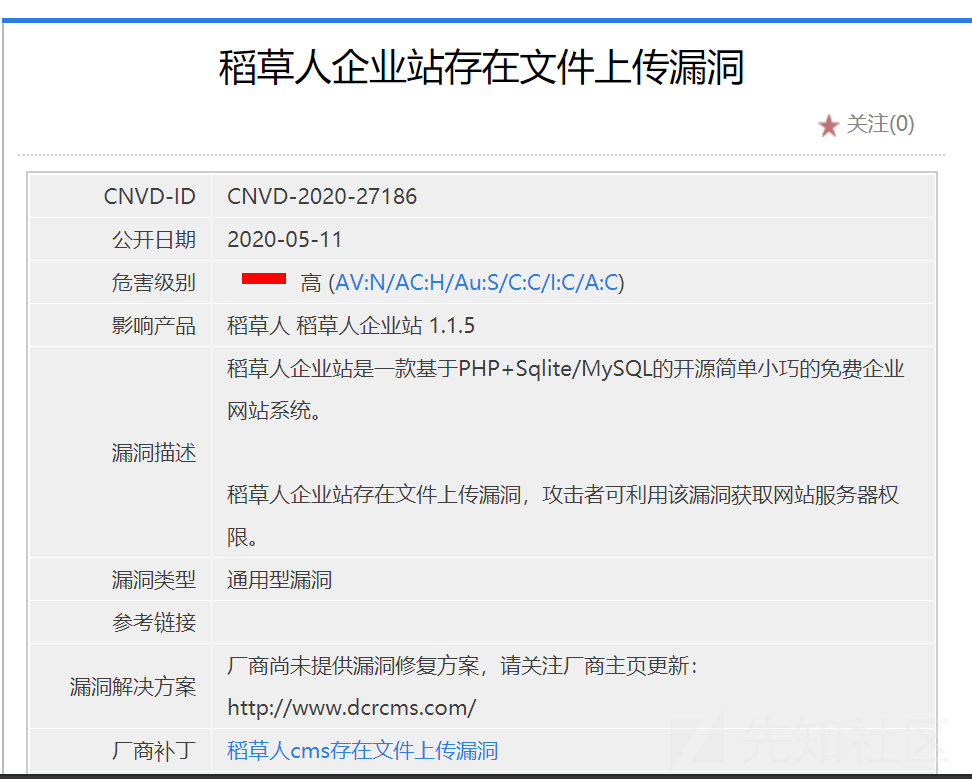 稻草人企业站存在文件上传漏洞
关注(0)
CNVD-ID CNVD-2020-27186
公开日期 2020-05-11
危害级别 高 (AV:N/AC:H/Au:S/C:C/I:C/A:C)
影响产品 稻草人 稻草人企业站 1.1.5
稻草人企业站是一款基于PHP+Sqlite/MySQL的开源简单小巧的免费企业
网站系统。
漏洞描述
稻草人企业站存在文件上传漏洞，攻击者可利用该漏洞获取网站服务器权
限。
漏洞类型 通用型漏洞
参考链接
厂商尚未提供漏洞修复方案，请关注厂商主页更新：
漏洞解决方案
http://www.dcrcms.com/
厂商补丁 稻草人cms存在文件上传漏洞
先知社区